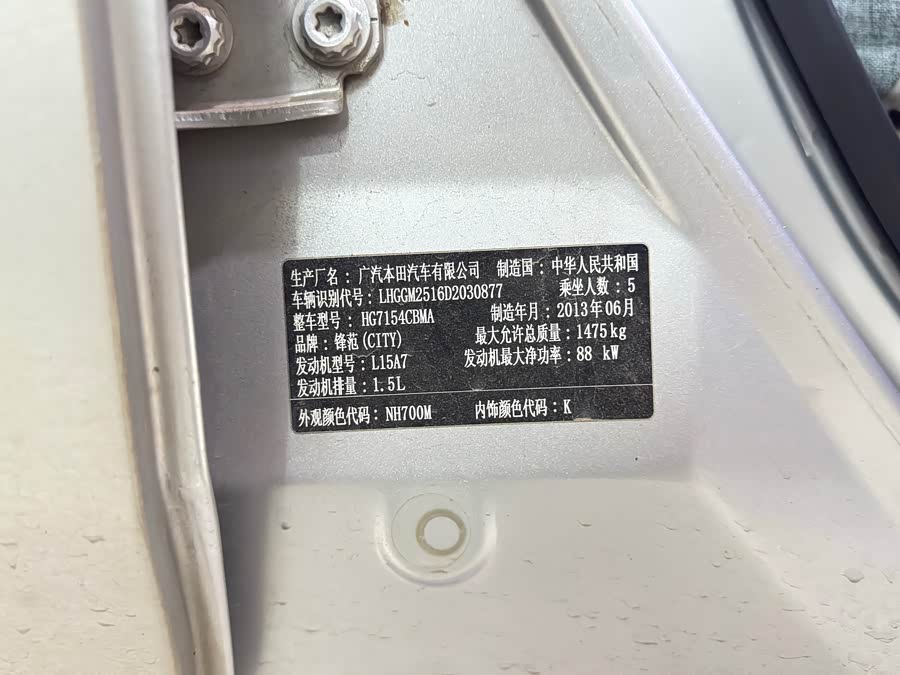 生产厂名：广汽本田汽车有限公司 制造国：中华人民共和国
车辆识别代号：LHGGM2516D2030877 乘坐人数：5
整车型号：HG7154CBMA 制造年月：2013年06月
品牌：锋范(CITY) 最大允许总质量：1475kg
发动机型号：L15A7 发动机最大净功率：88 kW
发动机排量：1.5L
外观颜色代码：NH700M 内饰颜色代码：K